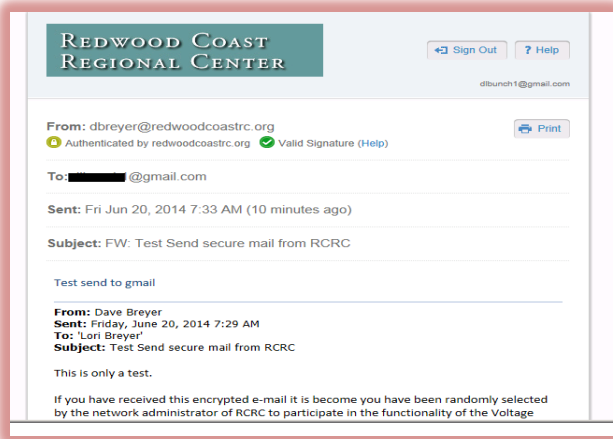 REDWOOD COAST
REGIONAL CENTER
Sign Out
? Help
dlbunch1@gmail.com
From: dbreyer@redwoodcoastrc.org
Print
Authenticated by redwoodcoastrc.org Valid Signature (Help)
To: @gmail.com
Sent: Fri Jun 20, 2014 7:33 AM (10 minutes ago)
Subject: FW: Test Send secure mail from RCRC
Test send to gmail
From: Dave Breyer
Sent: Friday, June 20, 2014 7:29 AM
To: 'Lori Breyer'
Subject: Test Send secure mail from RCRC
This is only a test.
If you have received this encrypted e-mail it is become you have been randomly selected
by the network administrator of RCRC to participate in the functionality of the Voltage